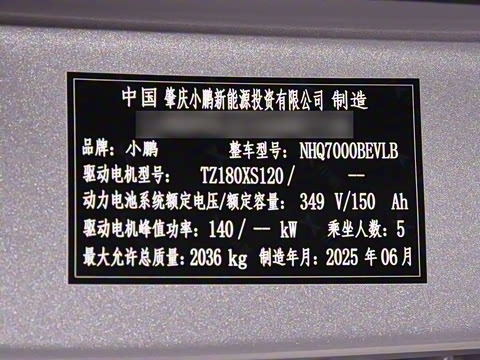 中国 肇庆小鹏新能源投资有限公司 制造
品牌：小鹏 整车型号：NHQ7000BEVLB
驱动电机型号： TZ180XS120 / --
动力电池系统额定电压/额定容量： 349 V/150 Ah
驱动电机峰值功率：140 / -- kW 乘坐人数：5
最大允许总质量：2036 kg 制造年月：2025 年 06 月